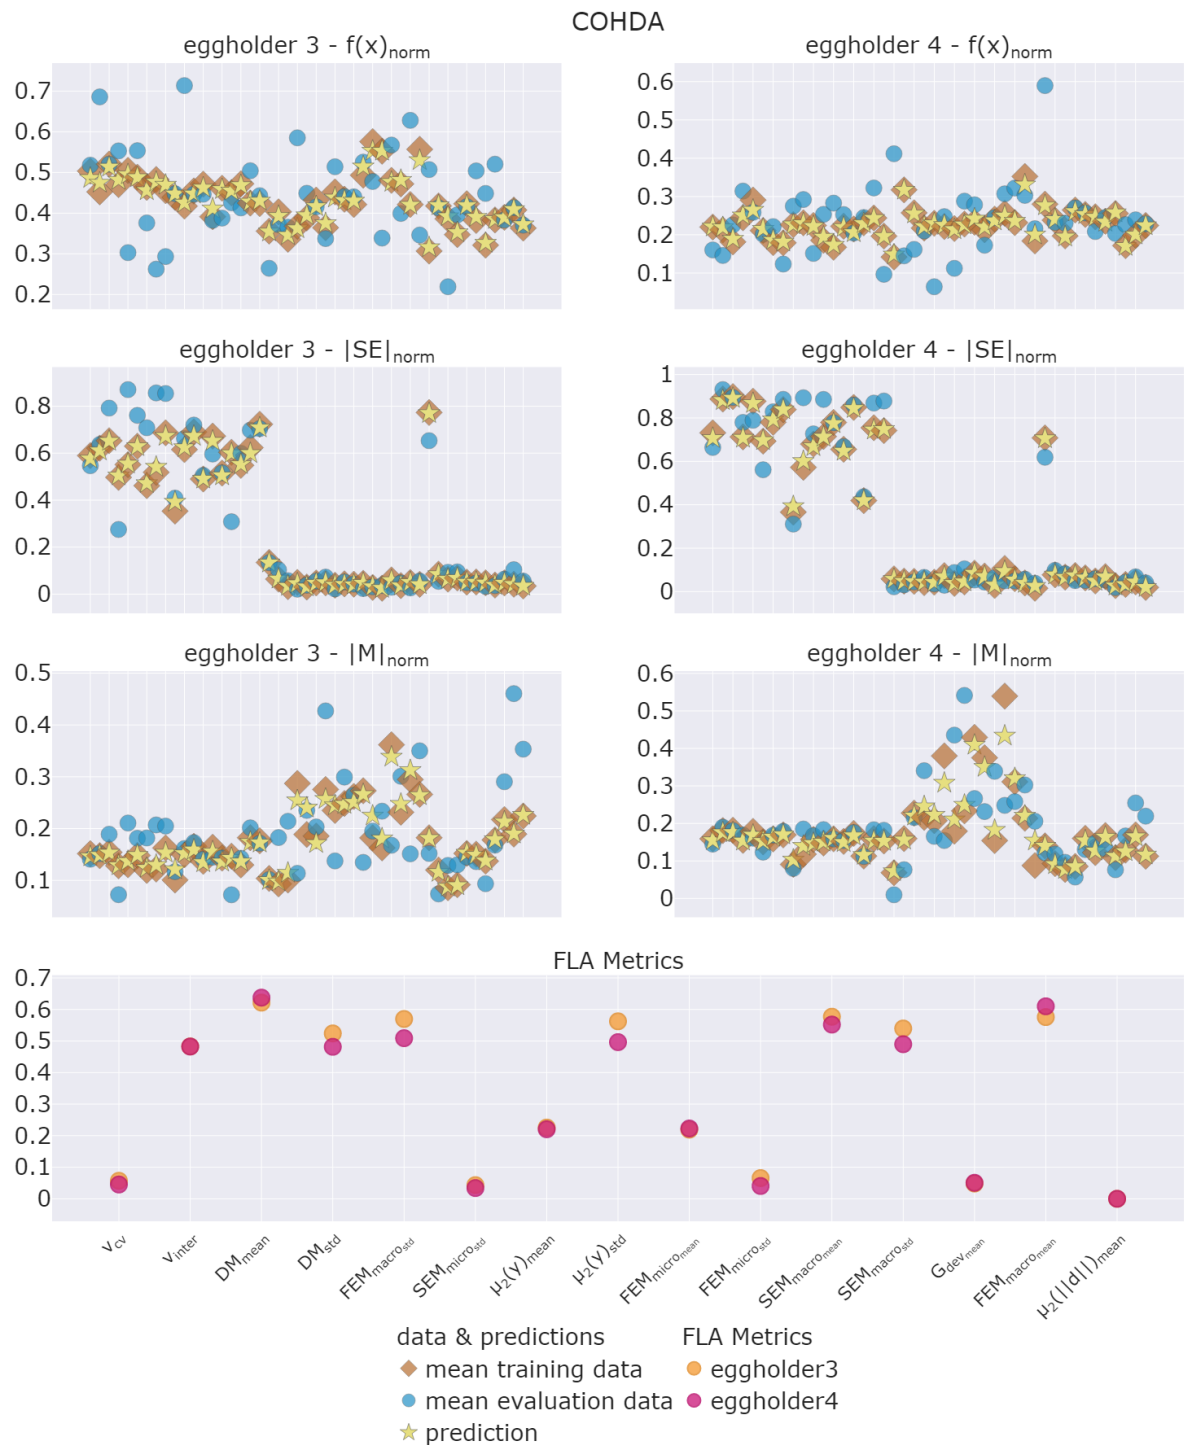 COHDA
eggholder 3 - f(x)norm
eggholder 4 - f(x)norm
0.7
0.6
0.5
0.4
0.3
0.2
0.6
0.5
0.4
0.3
0.2
0.1
eggholder 3 - |SE|norm
eggholder 4 - |SE|norm
0.8
0.6
0.4
0.2
0
1
0.8
0.6
0.4
0.2
0
eggholder 3 - |M|norm
eggholder 4 - |M|norm
0.5
0.4
0.3
0.2
0.1
0.6
0.5
0.4
0.3
0.2
0.1
0
FLA Metrics
0.7
0.6
0.5
0.4
0.3
0.2
0.1
0
vcv
vinter
DMmean
DMstd
FEMmacrostd
SEMmicrostd
μ2(y)mean
μ2(y)std
FEMmicromean
FEMmicrostd
SEMmacromean
SEMmacrostd
Gdevmean
FEMmacromean
μ2(||d||)mean
data & predictions
mean training data
mean evaluation data
prediction
FLA Metrics
eggholder3
eggholder4